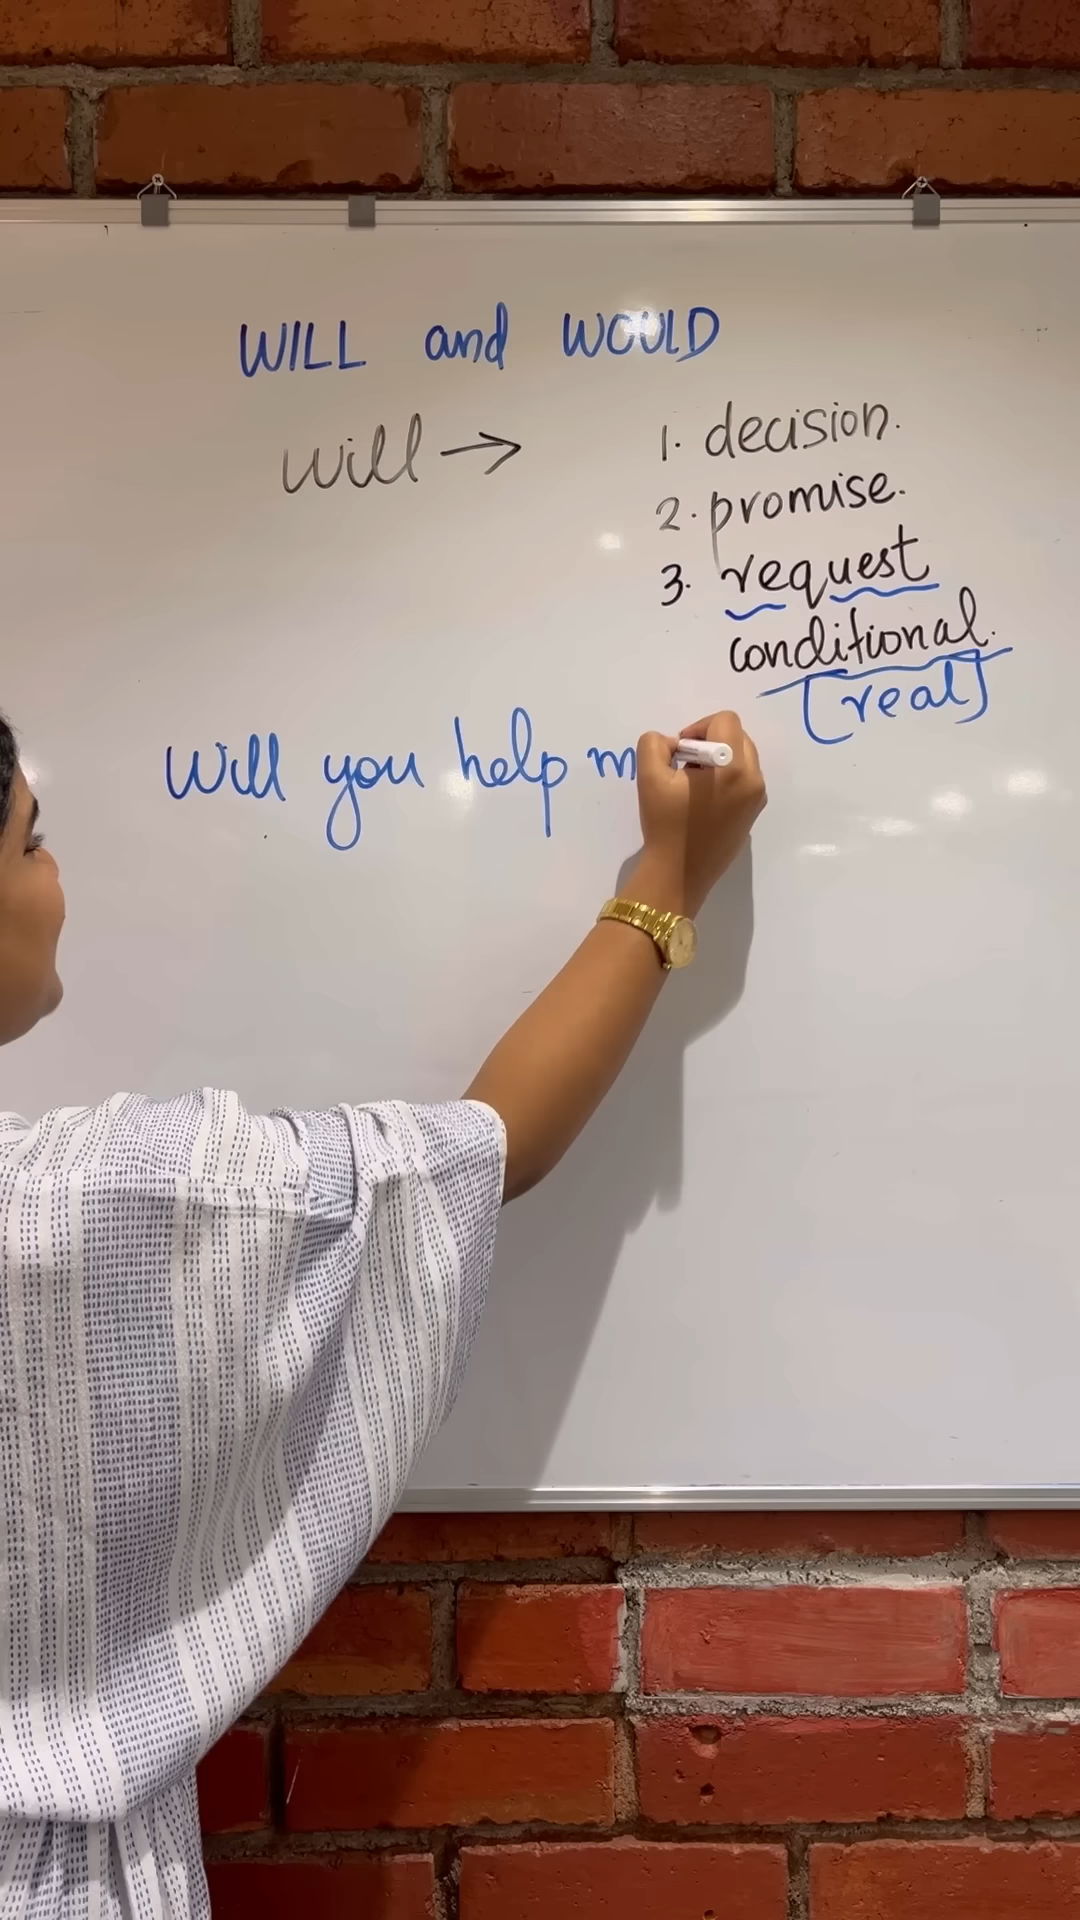 WILL and WOULD
will → 1. decision.
2. promise.
3. request
conditional.
[real]
Will you help m